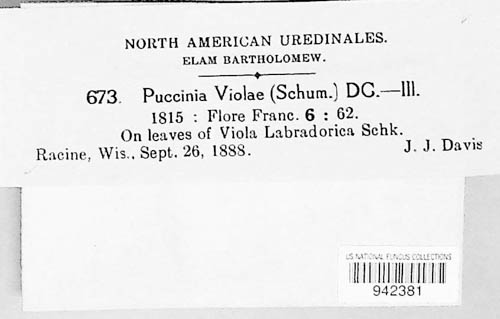 NORTH AMERICAN UREDINALES.
ELAM BARTHOLOMEW.
673. Puccinia Violae (Schum.) DC.—III.
1815 : Flore Franc. 6 : 62.
On leaves of Viola Labradorica Schk.
Racine, Wis., Sept. 26, 1888. J. J. Davis
US NATIONAL FUNGUS COLLECTIONS
942381